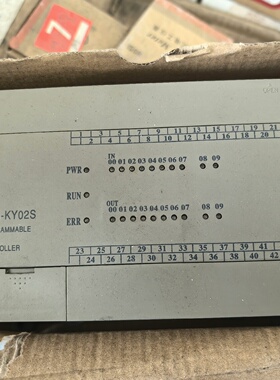 7
1 3 5 7 9 11 13 15 17 19 21
2 4 6 8 10 12 14 16 18 20
IN
00 01 02 03 04 05 06 07 08 09
PWR
RUN
-KY02S
RAMMABLE
OUT
00 01 02 03 04 05 06 07 08 09
ERR
OLLER
23 25 27 29 31 33 35 37 39 41
24 26 28 30 32 34 36 38 40 42